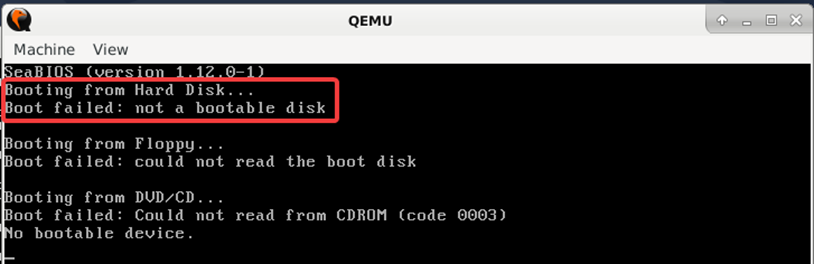 QEMU
Machine View
SeaBIOS (version 1.12.0-1)
Booting from Hard Disk...
Boot failed: not a bootable disk
Booting from Floppy...
Boot failed: could not read the boot disk
Booting from DVD/CD...
Boot failed: Could not read from CDROM (code 0003)
No bootable device.